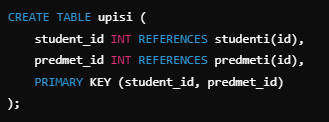 CREATE TABLE upisi (
    student_id INT REFERENCES studenti(id),
    predmet_id INT REFERENCES predmeti(id),
    PRIMARY KEY (student_id, predmet_id)
);